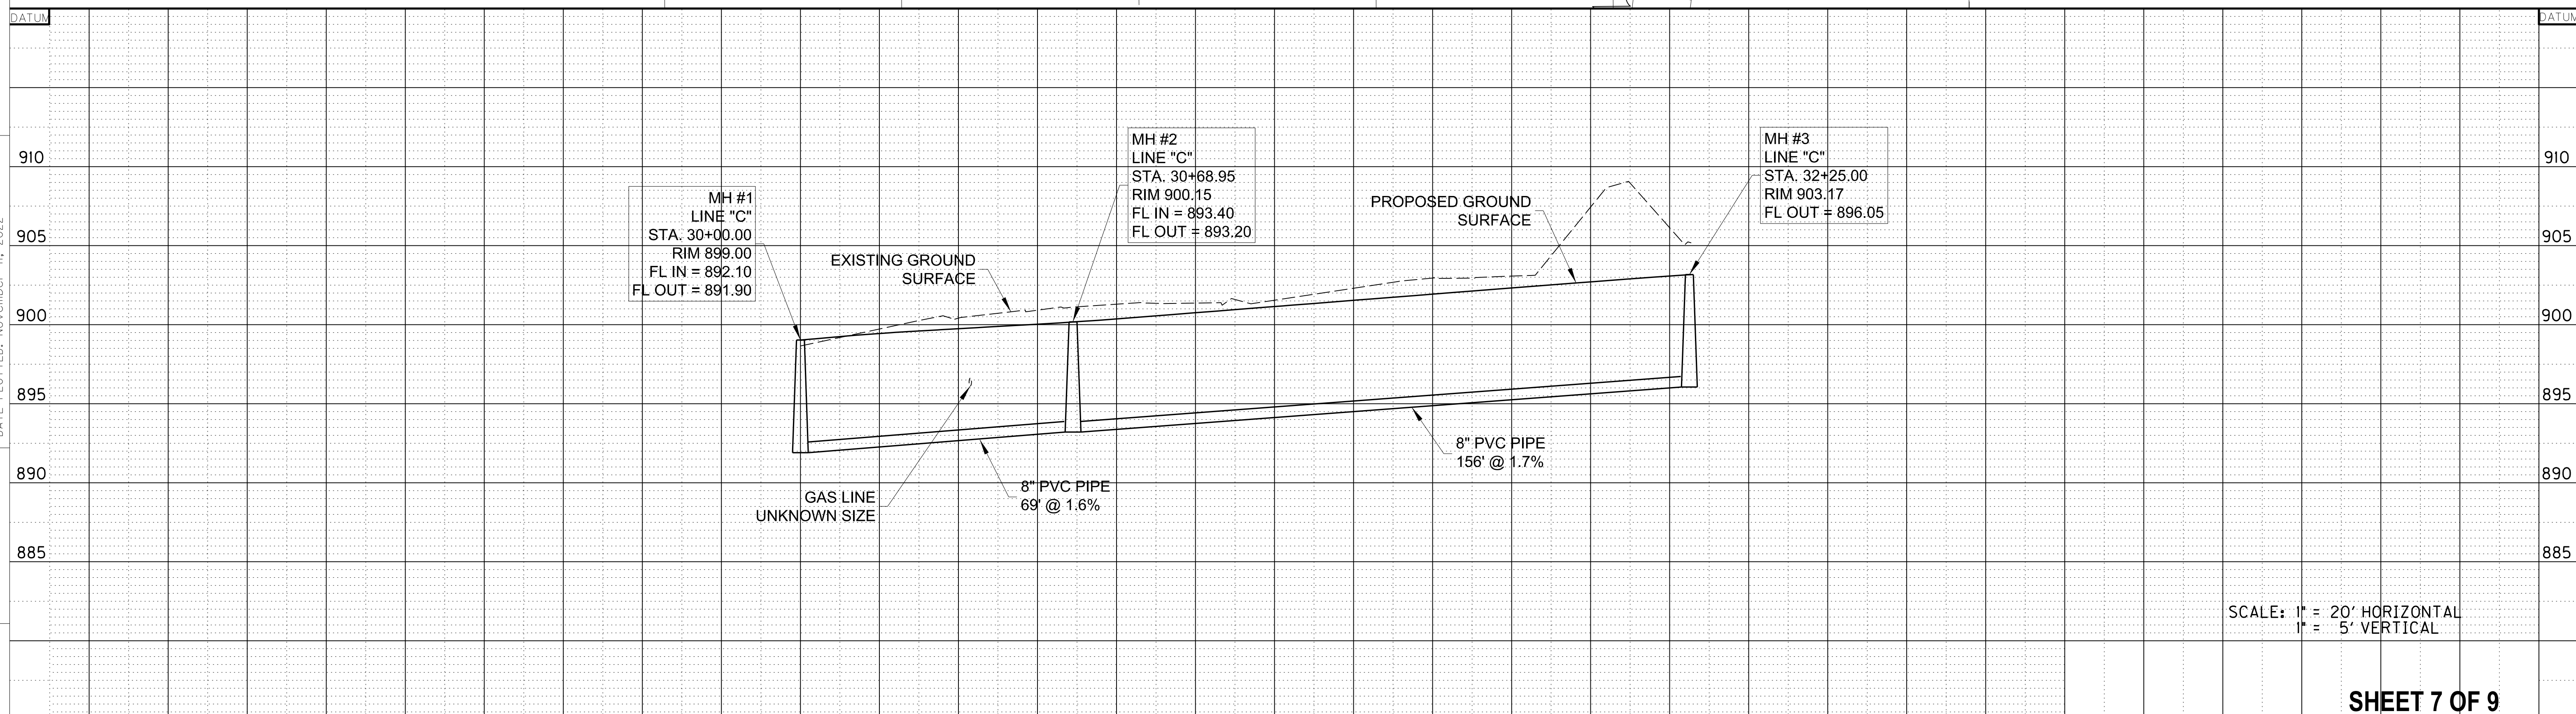 DATUM
DATUM
910
905
900
895
890
885
MH #1
LINE "C"
STA. 30+00.00
RIM 899.00
FL IN = 892.10
FL OUT = 891.90
EXISTING GROUND
SURFACE
MH #2
LINE "C"
STA. 30+68.95
RIM 900.15
FL IN = 893.40
FL OUT = 893.20
PROPOSED GROUND
SURFACE
MH #3
LINE "C"
STA. 32+25.00
RIM 903.17
FL OUT = 896.05
GAS LINE
UNKNOWN SIZE
8" PVC PIPE
69' @ 1.6%
8" PVC PIPE
156' @ 1.7%
910
905
900
895
890
885
SCALE: 1" = 20' HORIZONTAL
1" = 5' VERTICAL
SHEET 7 OF 9